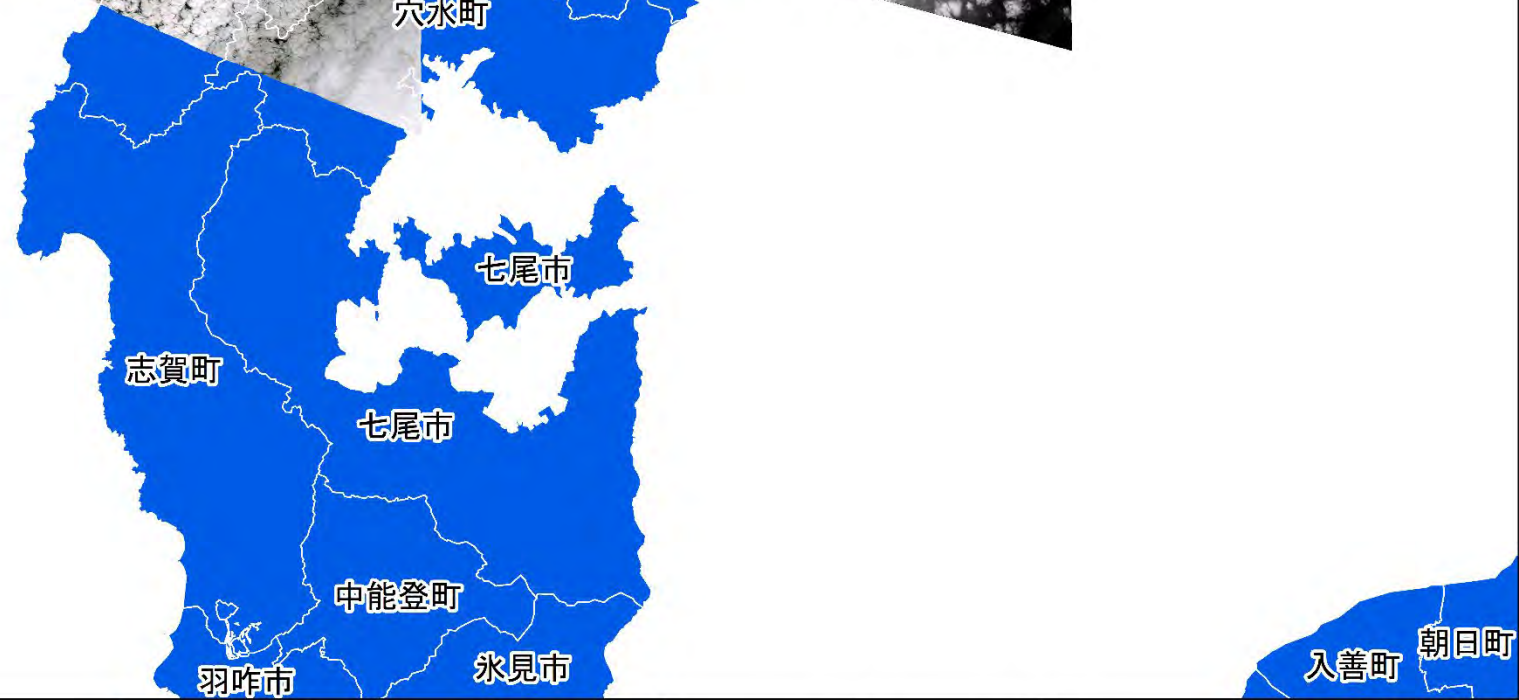 穴水町
七尾市
志賀町
七尾市
中能登町
羽咋市
氷見市
入善町
朝日町